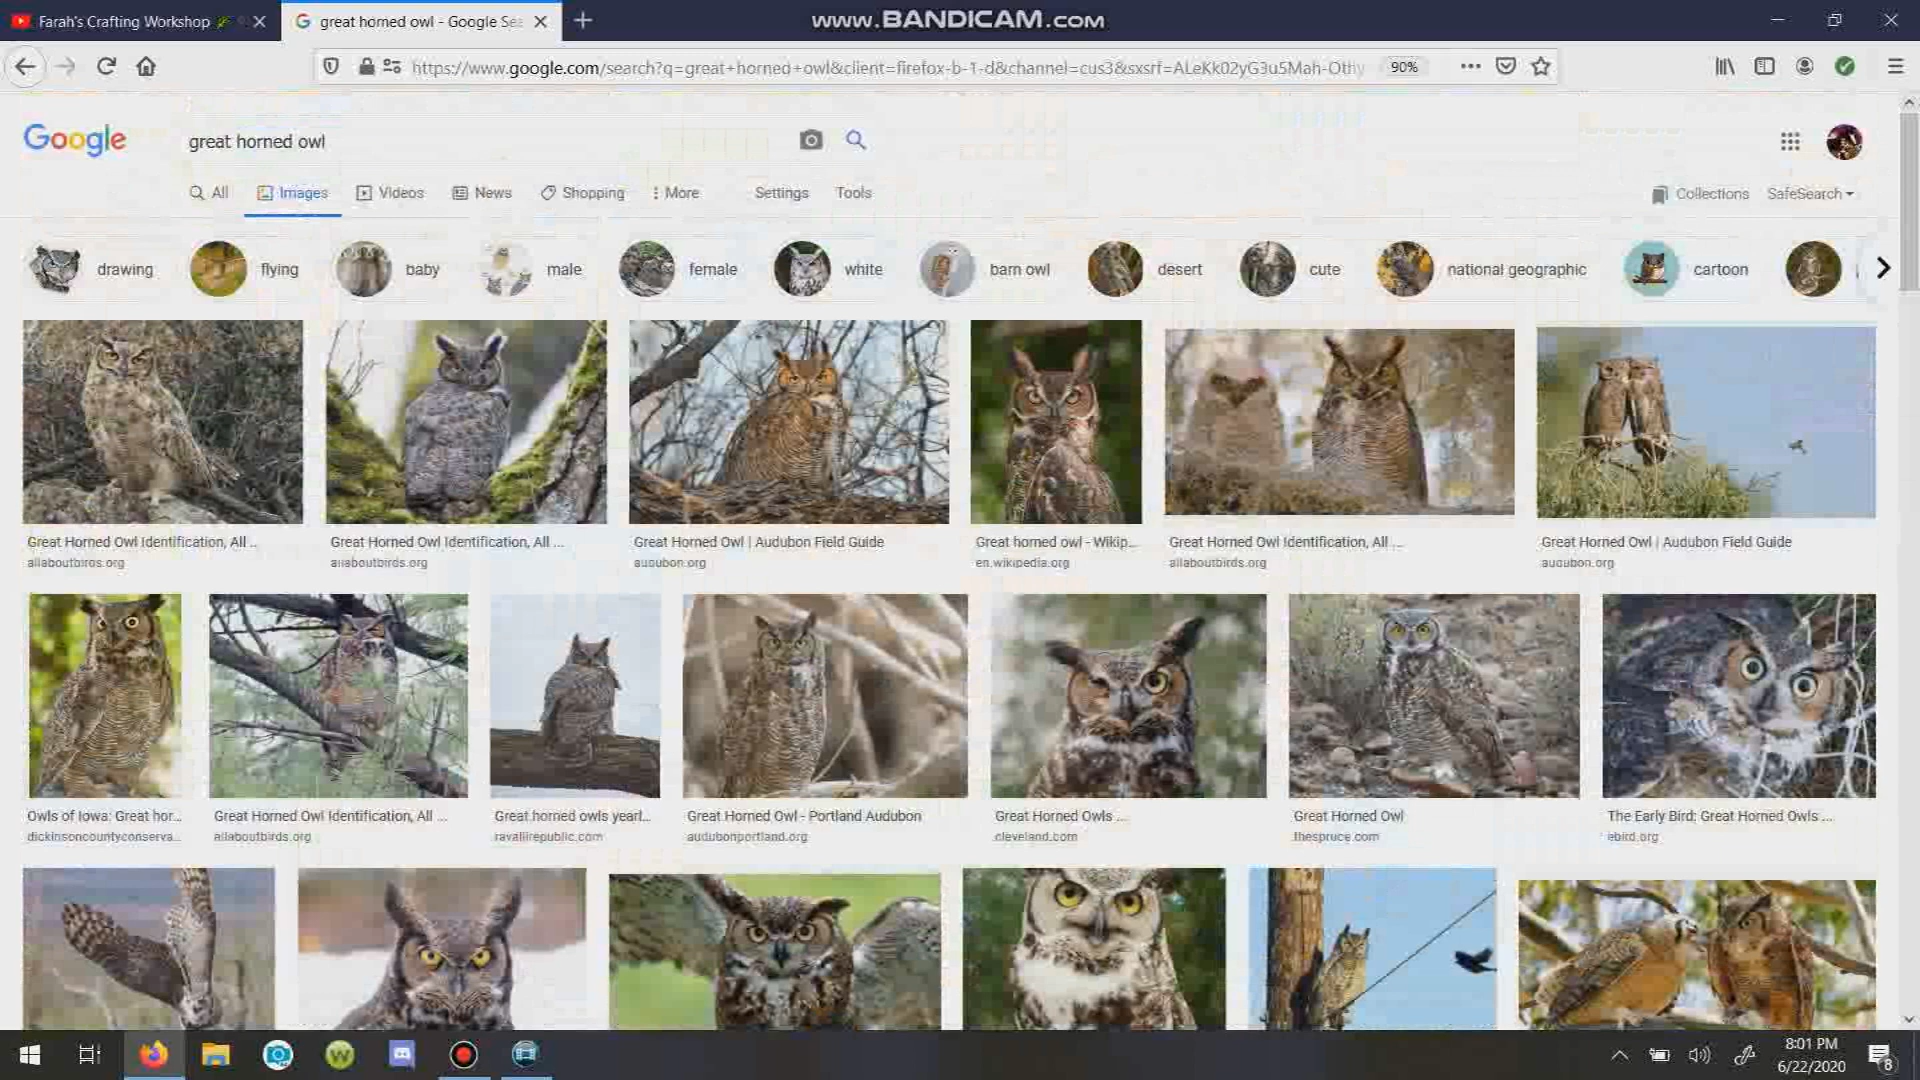 Farah's Crafting Workshop
great horned owl - Google Sea
www.BANDICAM.com
https://www.google.com/search?q=great+horned+owl&client=firefox-b-1-d&channel=cus3&sxsrf=ALeKk02yG3u5Mah-Othy
90%
Google
great horned owl
All
Images
Videos
News
Shopping
More
Settings
Tools
Collections
SafeSearch
drawing
flying
baby
male
female
white
barn owl
desert
cute
national geographic
cartoon
Great Horned Owl Identification, All ...
allaboutbirds.org
Great Horned Owl Identification, All ...
allaboutbirds.org
Great Horned Owl | Audubon Field Guide
audubon.org
Great horned owl - Wikip...
en.wikipedia.org
Great Horned Owl Identification, All ...
allaboutbirds.org
Great Horned Owl | Audubon Field Guide
audubon.org
Owls of Iowa: Great hor...
dickinsoncountyconserva...
Great Horned Owl Identification, All ...
allaboutbirds.org
Great horned owls yearl...
ravallirepublic.com
Great Horned Owl - Portland Audubon
audubonportland.org
Great Horned Owls ...
cleveland.com
Great Horned Owl
thespruce.com
The Early Bird: Great Horned Owls ...
ebird.org
8:01 PM
6/22/2020
8